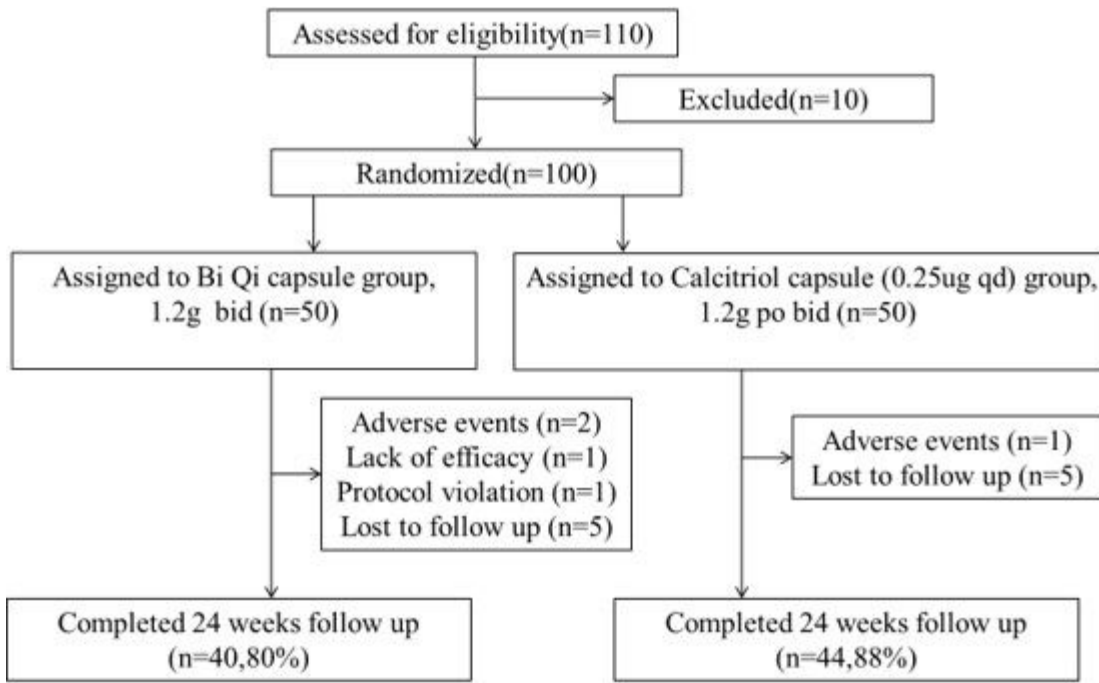 Assessed for eligibility(n=110)
Excluded(n=10)
Randomized(n=100)
Assigned to Bi Qi capsule group,
1.2g bid (n=50)
Assigned to Calcitriol capsule (0.25ug qd) group,
1.2g po bid (n=50)
Adverse events (n=2)
Lack of efficacy (n=1)
Protocol violation (n=1)
Lost to follow up (n=5)
Adverse events (n=1)
Lost to follow up (n=5)
Completed 24 weeks follow up
(n=40,80%)
Completed 24 weeks follow up
(n=44,88%)